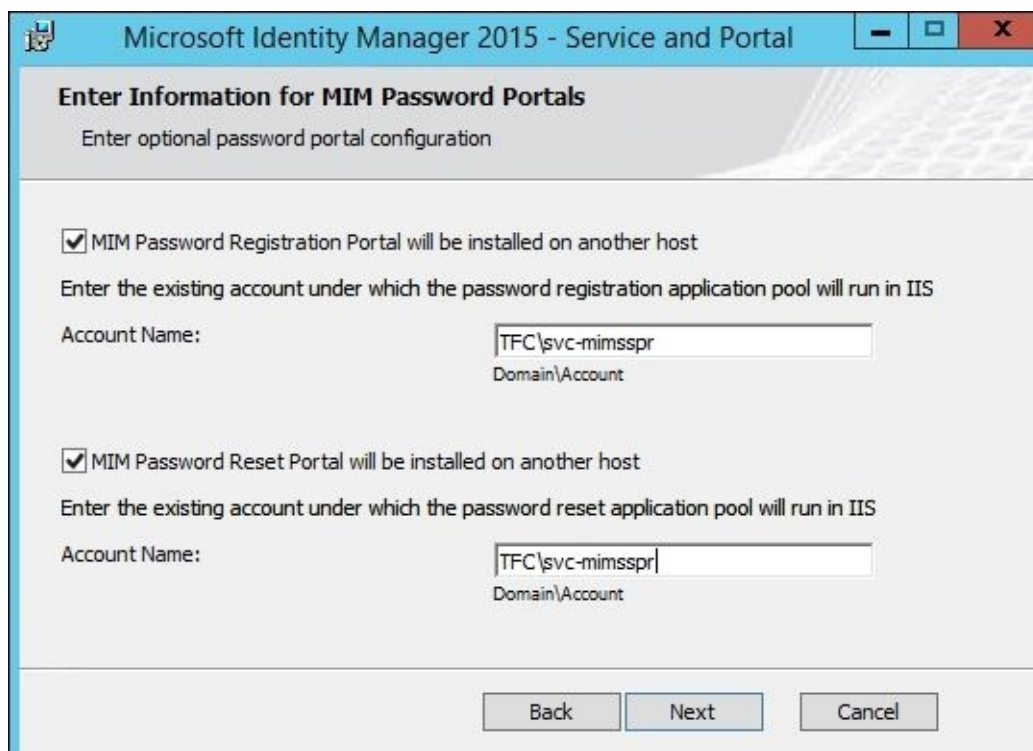 Microsoft Identity Manager 2015 - Service and Portal
Enter Information for MIM Password Portals
Enter optional password portal configuration
MIM Password Registration Portal will be installed on another host
Enter the existing account under which the password registration application pool will run in IIS
Account Name: TFC\svc-mimsspr
Domain\Account
MIM Password Reset Portal will be installed on another host
Enter the existing account under which the password reset application pool will run in IIS
Account Name: TFC\svc-mimsspr
Domain\Account
Back Next Cancel